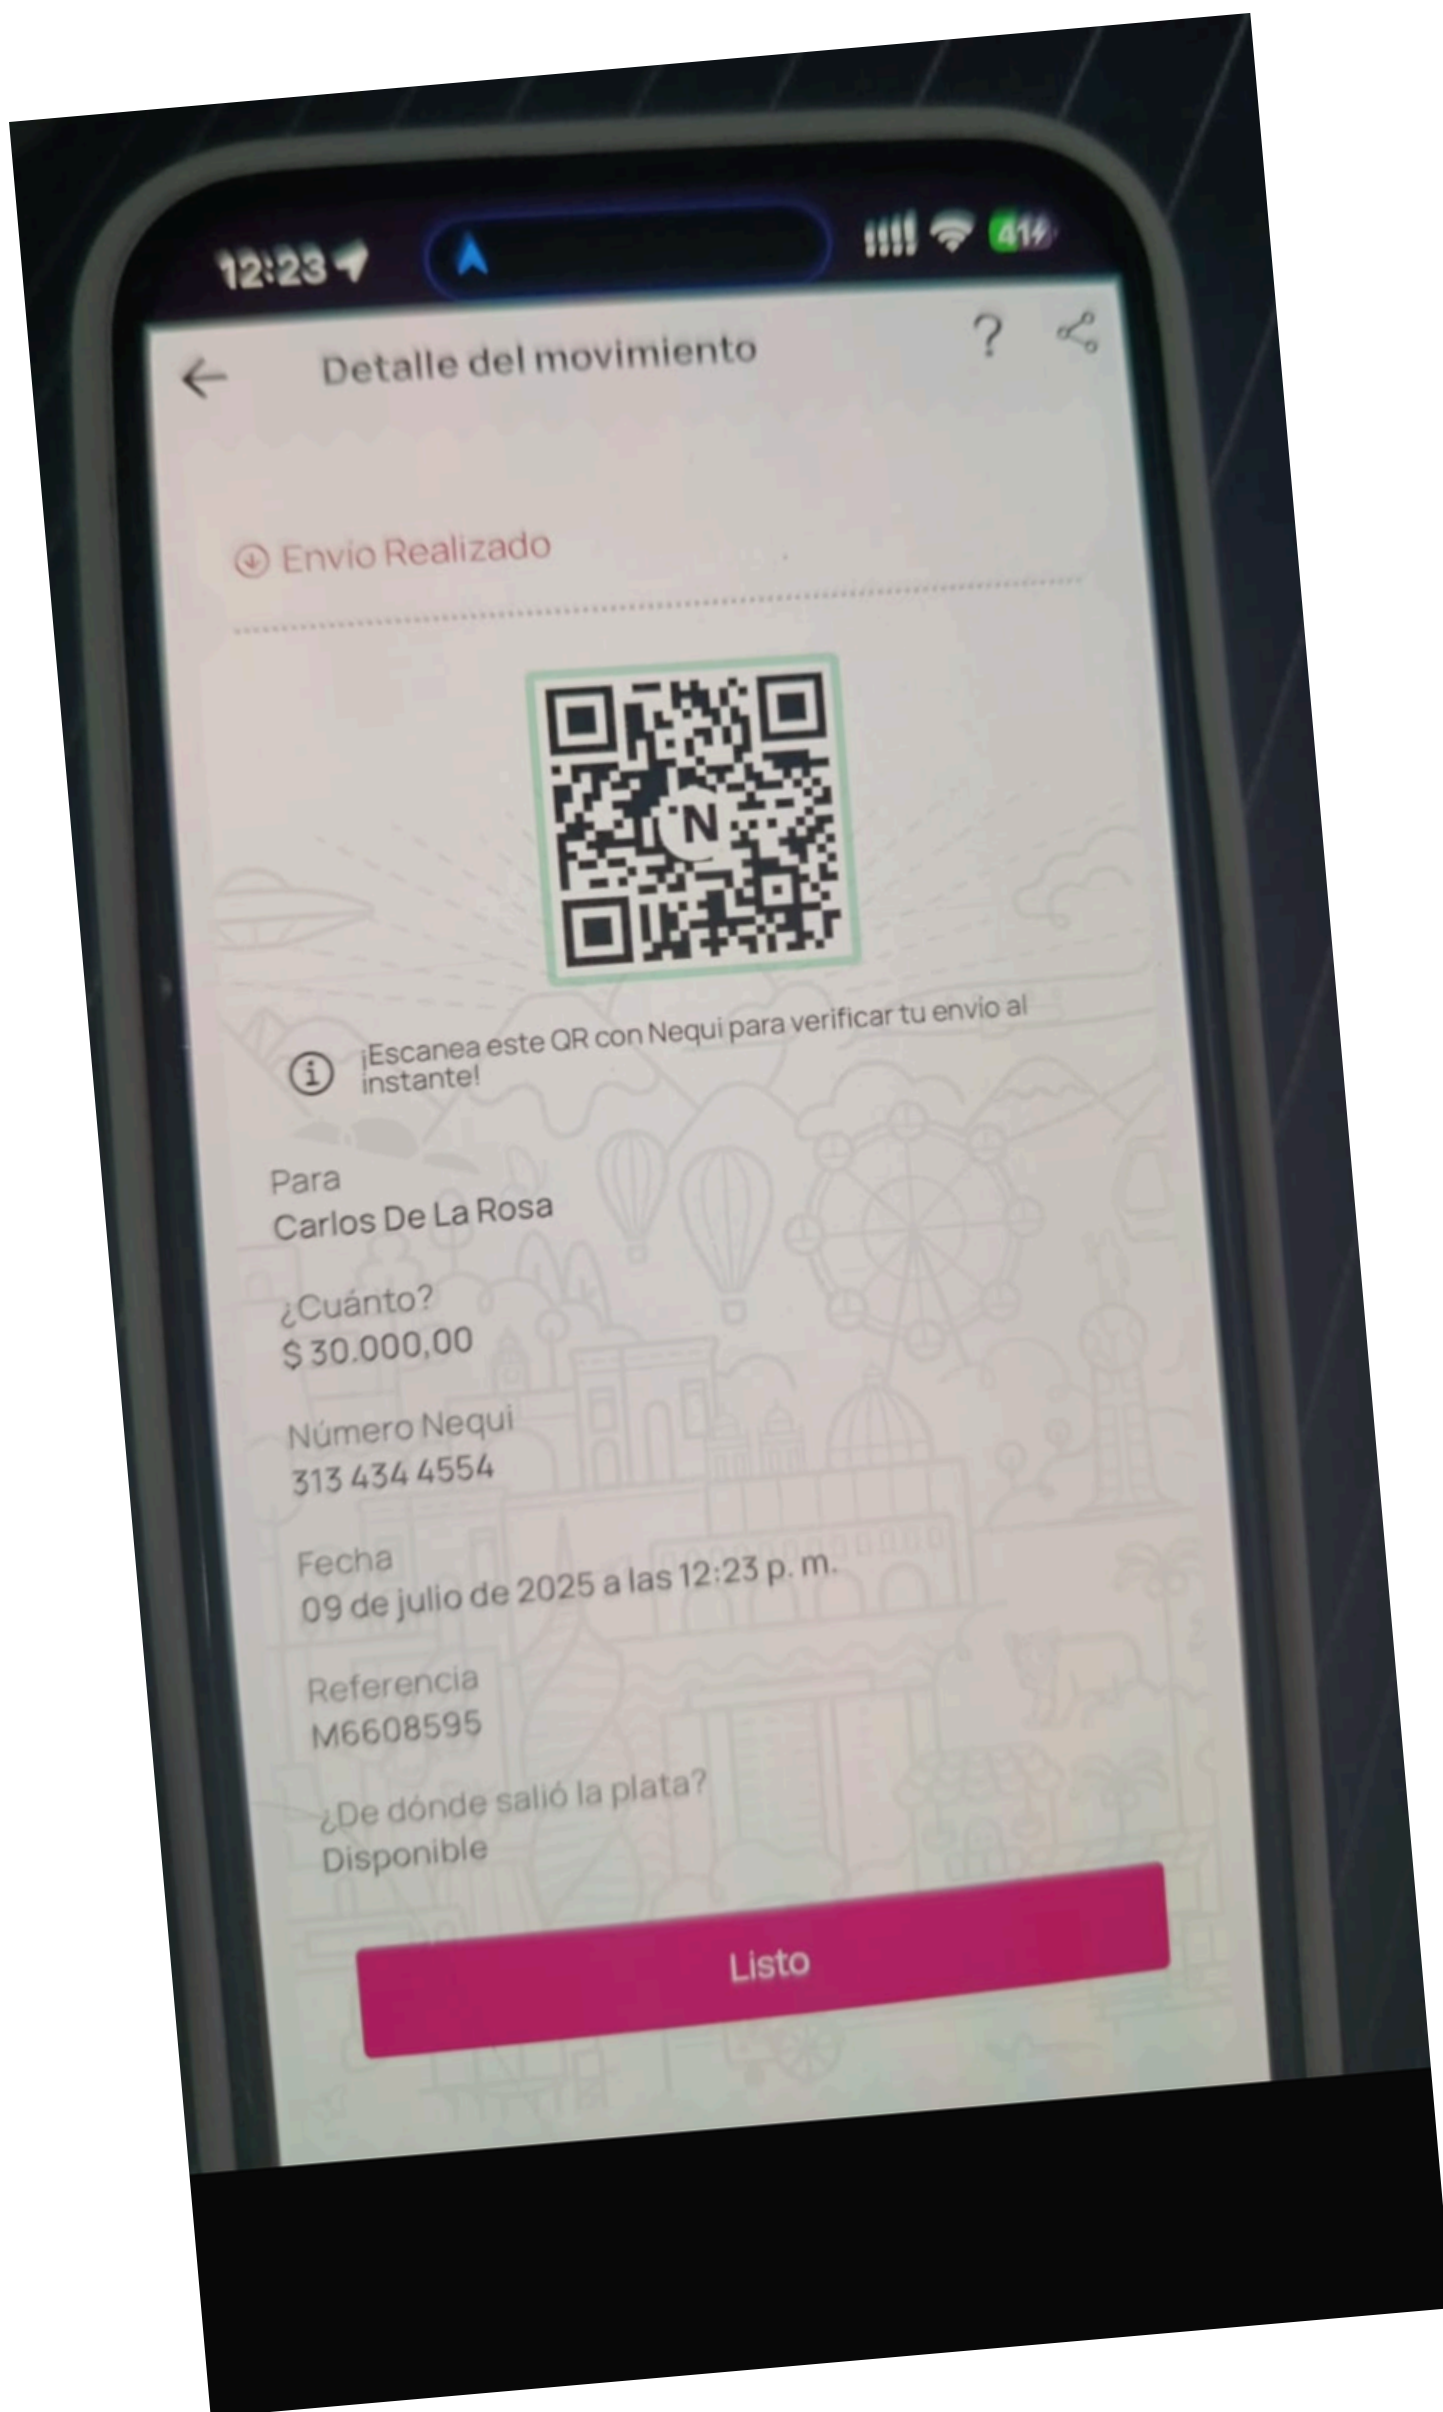 12:23
41
Detalle del movimiento
?
Envío Realizado
N
¡Escanea este QR con Nequi para verificar tu envío al
instante!
Para
Carlos De La Rosa
¿Cuánto?
$ 30.000,00
Número Nequi
313 434 4554
Fecha
09 de julio de 2025 a las 12:23 p. m.
Referencia
M6608595
¿De dónde salió la plata?
Disponible
Listo